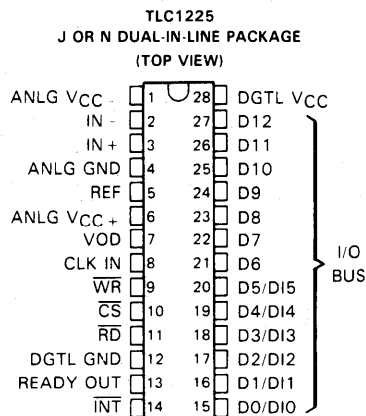 TLC1225
J OR N DUAL-IN-LINE PACKAGE
(TOP VIEW)
ANLG VCC - 1 28 DGTL VCC
IN - 2 27 D12
IN + 3 26 D11
ANLG GND 4 25 D10
REF 5 24 D9
ANLG VCC + 6 23 D8
VOD 7 22 D7
CLK IN 8 21 D6
WR 9 20 D5/DI5
CS 10 19 D4/DI4
RD 11 18 D3/DI3
DGTL GND 12 17 D2/DI2
READY OUT 13 16 D1/DI1
INT 14 15 D0/DI0
I/O
BUS